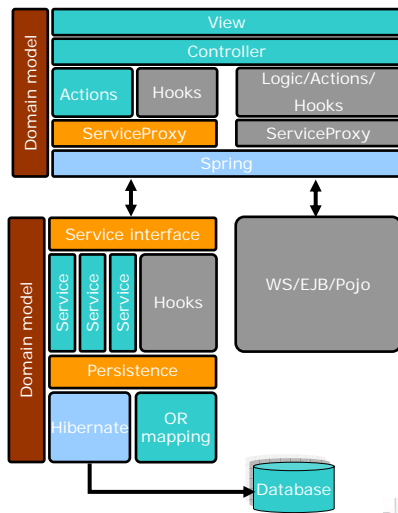 Domain model
View
Controller
Actions
Hooks
Logic/Actions/
Hooks
ServiceProxy
ServiceProxy
Spring
Domain model
Service interface
Service
Service
Service
Hooks
WS/EJB/Pojo
Persistence
Hibernate
OR
mapping
Database